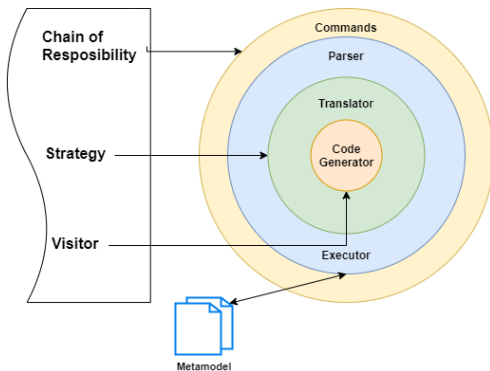 Chain of
Resposibility
Commands
Parser
Translator
Strategy
Code
Generator
Visitor
Executor
Metamodel